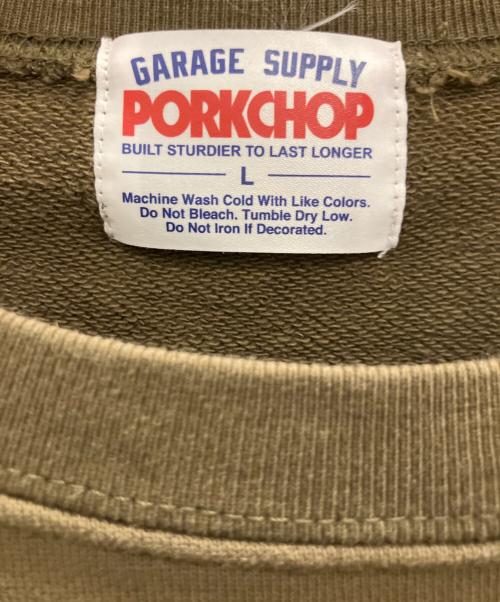 GARAGE SUPPLY
PORKCHOP
BUILT STURDIER TO LAST LONGER
L
Machine Wash Cold With Like Colors.
Do Not Bleach. Tumble Dry Low.
Do Not Iron If Decorated.